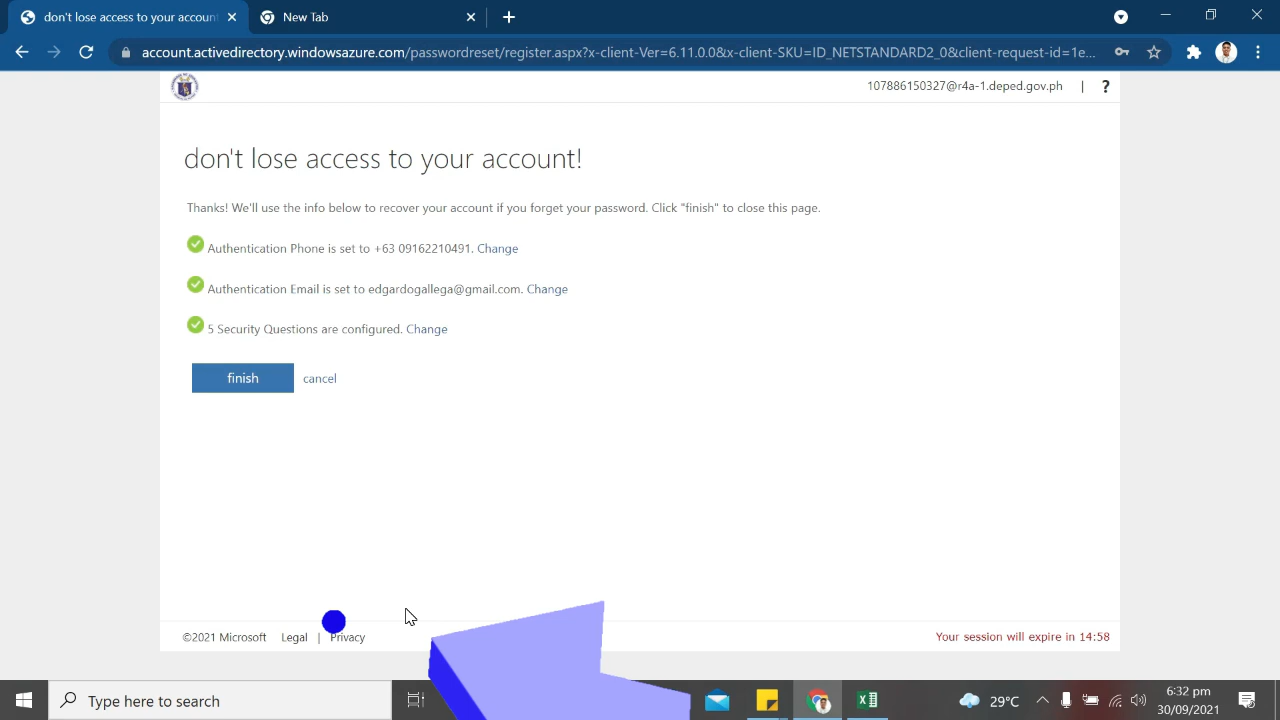 don't lose access to your account
New Tab
account.activedirectory.windowsazure.com/passwordreset/register.aspx?x-client-Ver=6.11.0.0&x-client-SKU=ID_NETSTANDARD2_0&client-request-id=1e...
107886150327@r4a-1.deped.gov.ph | ?
don't lose access to your account!
Thanks! We'll use the info below to recover your account if you forget your password. Click "finish" to close this page.
Authentication Phone is set to +63 09162210491. Change
Authentication Email is set to edgardogallega@gmail.com. Change
5 Security Questions are configured. Change
finish cancel
©2021 Microsoft Legal | Privacy
Your session will expire in 14:58
Type here to search
29°C
6:32 pm
30/09/2021